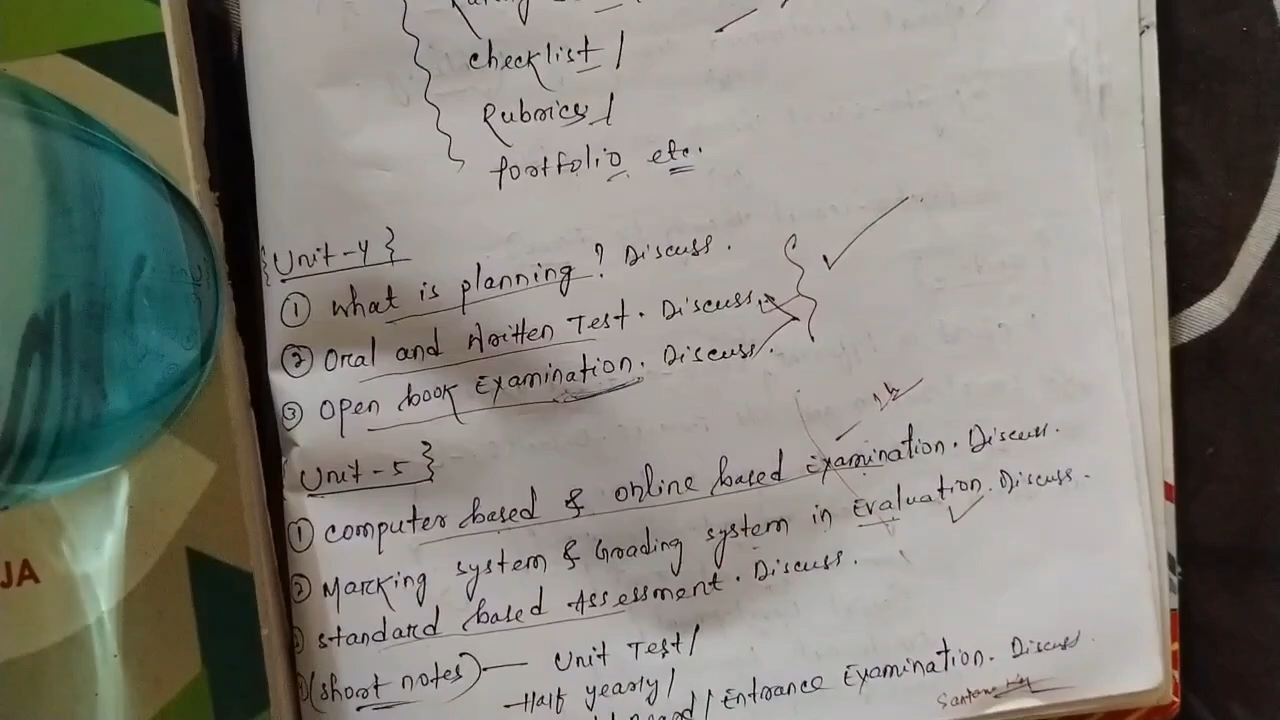 checklist /
Rubrics /
portfolio etc.
{Unit-4}
① What is planning? Discuss.
② Oral and Written Test. Discuss.
③ Open book Examination. Discuss.
{Unit-5}
① computer based & online based examination. Discuss.
② Marking system & Grading system in Evaluation. Discuss.
③ standard based Assessment. Discuss.
(short notes) — Unit Test /
Half yearly /
/ Entrance Examination. Discuss
JA